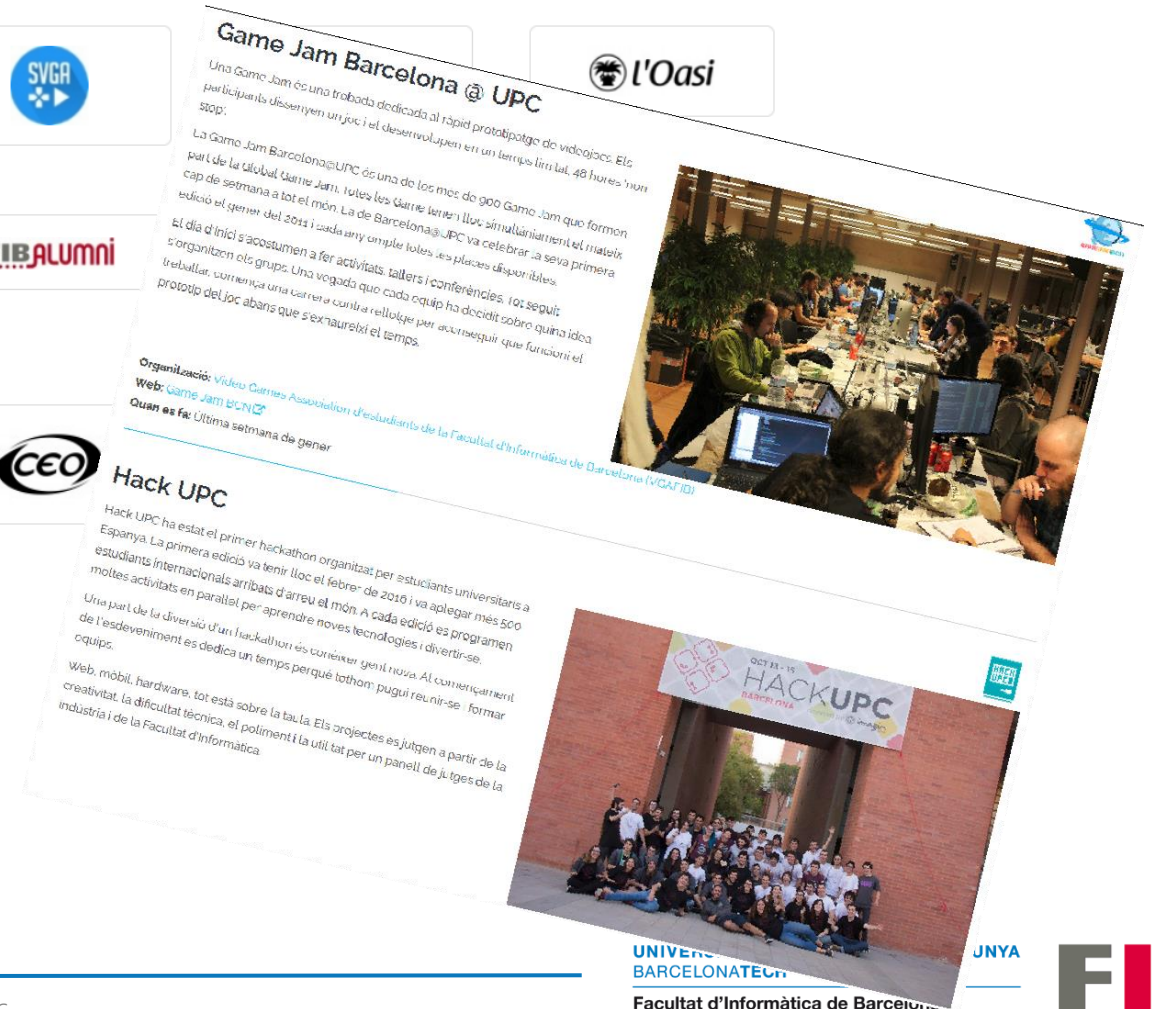 SVGA
l'Oasi
IBALUMNI
CEO
Game Jam Barcelona @ UPC
Una Game Jam és una trobada dedicada al ràpid prototipatge de videojocs. Els
participants dissenyen un joc i el desenvolupen en un temps limitat, 48 hores 'non
stop'.
La Game Jam Barcelona@UPC és una de les més de 900 Game Jam que formen
part de la Global Game Jam. Totes les Game tenen lloc simultàniament el mateix
cap de setmana a tot el món. La de Barcelona@UPC va celebrar la seva primera
edició el gener del 2011 i cada any omple totes les places disponibles.
El dia d'inici s'acostumen a fer activitats, tallers i conferències. Tot seguit
s'organitzen els grups. Una vegada que cada equip ha decidit sobre quina idea
treballar, comença una carrera contra rellotge per aconseguir que funcioni el
prototip del joc abans que s'exhaureixi el temps.
Organització: Video Games Association d'estudiants de la Facultat d'Informàtica de Barcelona (VGAFIB)
Web: Game Jam BCN
Quan es fa: Última setmana de gener
Hack UPC
Hack UPC ha estat el primer hackathon organitzat per estudiants universitaris a
Espanya. La primera edició va tenir lloc el febrer de 2016 i va aplegar més 500
estudiants internacionals arribats d'arreu el món. A cada edició es programen
moltes activitats en paral·lel per aprendre noves tecnologies i divertir-se.
Una part de la diversió d'un hackathon és conèixer gent nova. Al començament
de l'esdeveniment es dedica un temps perquè tothom pugui reunir-se i formar
equips.
Web, mòbil, hardware, tot està sobre la taula. Els projectes es jutgen a partir de la
creativitat, la dificultat tècnica, el poliment i la utilitat per un panell de jutges de la
indústria i de la Facultat d'Informàtica.
HACK
UPC
HACKUPC
BARCELONA
UNIVER
UNYA
BARCELONATECH
Facultat d'Informàtica de Barcelona
FI